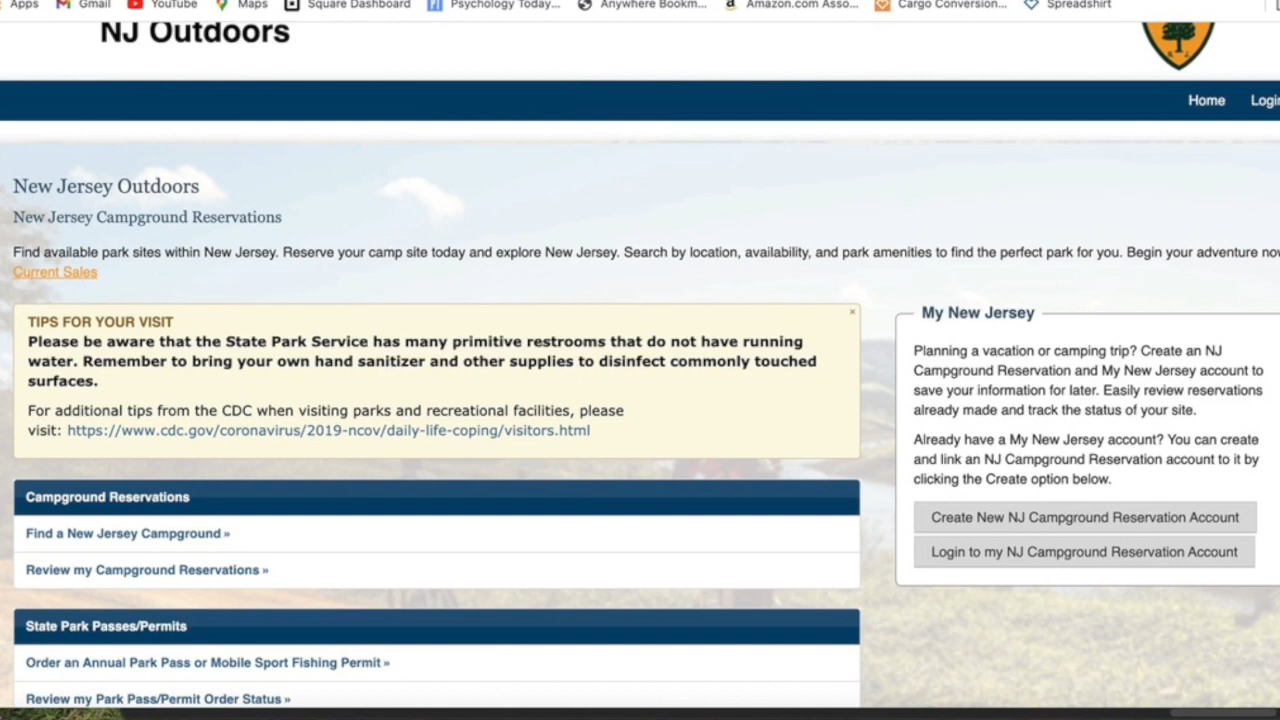 Apps Gmail YouTube Maps Square Dashboard Psychology Today... Anywhere Bookm... Amazon.com Asso... Cargo Conversion... Spreadshirt
NJ Outdoors
Home Login
New Jersey Outdoors
New Jersey Campground Reservations
Find available park sites within New Jersey. Reserve your camp site today and explore New Jersey. Search by location, availability, and park amenities to find the perfect park for you. Begin your adventure now
Current Sales
TIPS FOR YOUR VISIT
Please be aware that the State Park Service has many primitive restrooms that do not have running
water. Remember to bring your own hand sanitizer and other supplies to disinfect commonly touched
surfaces.
For additional tips from the CDC when visiting parks and recreational facilities, please
visit: https://www.cdc.gov/coronavirus/2019-ncov/daily-life-coping/visitors.html
Campground Reservations
Find a New Jersey Campground »
Review my Campground Reservations »
State Park Passes/Permits
Order an Annual Park Pass or Mobile Sport Fishing Permit »
Review my Park Pass/Permit Order Status »
My New Jersey
Planning a vacation or camping trip? Create an NJ
Campground Reservation and My New Jersey account to
save your information for later. Easily review reservations
already made and track the status of your site.
Already have a My New Jersey account? You can create
and link an NJ Campground Reservation account to it by
clicking the Create option below.
Create New NJ Campground Reservation Account
Login to my NJ Campground Reservation Account